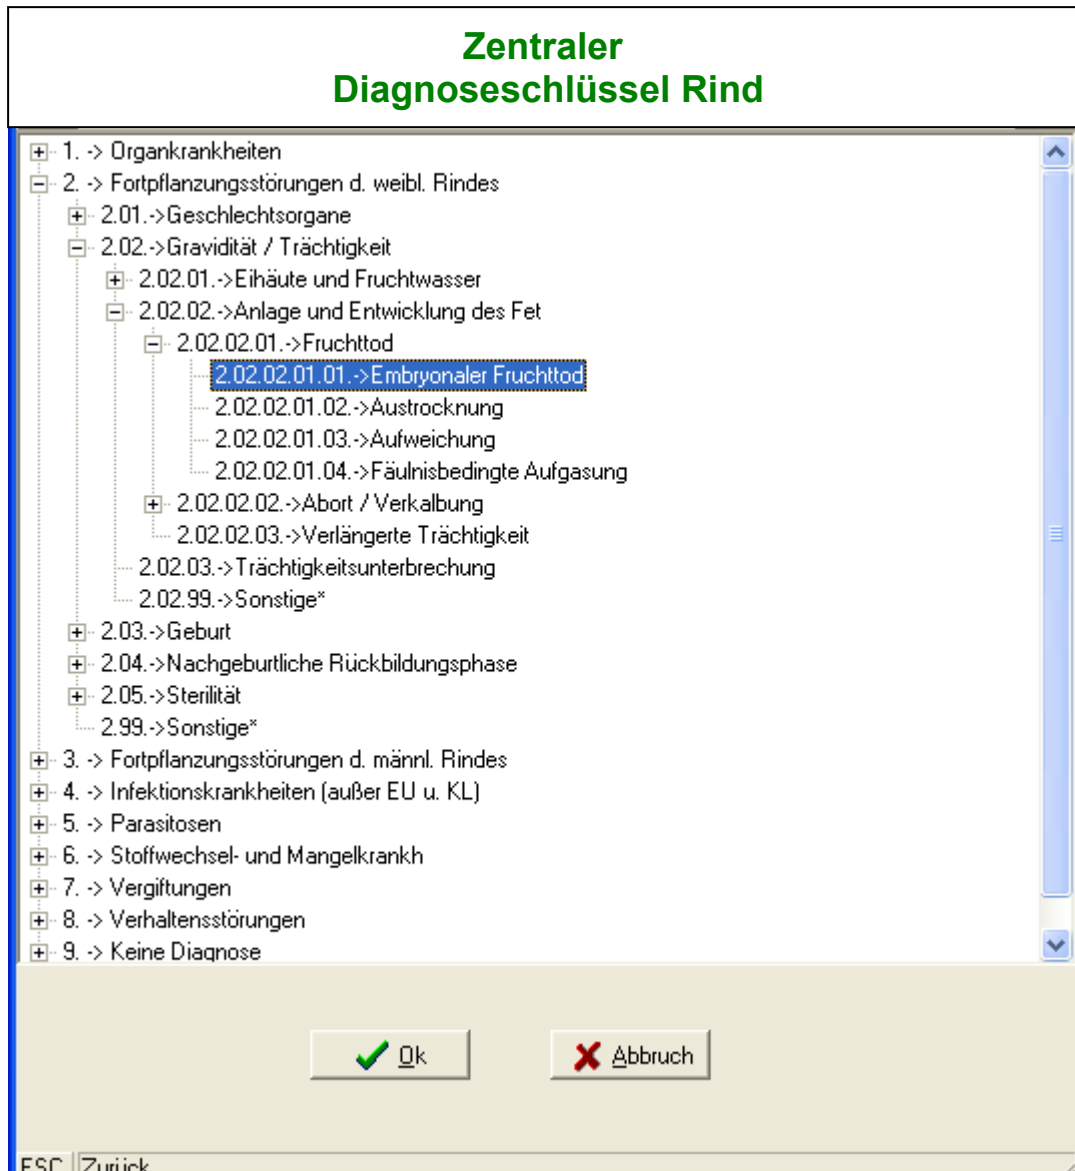 Zentraler
Diagnoseschlüssel Rind
1. -> Organkrankheiten
2. -> Fortpflanzungsstörungen d. weibl. Rindes
2.01.->Geschlechtsorgane
2.02.->Gravidität / Trächtigkeit
2.02.01.->Eihäute und Fruchtwasser
2.02.02.->Anlage und Entwicklung des Fet
2.02.02.01.->Fruchttod
2.02.02.01.01.->Embryonaler Fruchttod
2.02.02.01.02.->Austrocknung
2.02.02.01.03.->Aufweichung
2.02.02.01.04.->Fäulnisbedingte Aufgasung
2.02.02.02.->Abort / Verkalbung
2.02.02.03.->Verlängerte Trächtigkeit
2.02.03.->Trächtigkeitsunterbrechung
2.02.99.->Sonstige*
2.03.->Geburt
2.04.->Nachgeburtliche Rückbildungsphase
2.05.->Sterilität
2.99.->Sonstige*
3. -> Fortpflanzungsstörungen d. männl. Rindes
4. -> Infektionskrankheiten (außer EU u. KL)
5. -> Parasitosen
6. -> Stoffwechsel- und Mangelkrankh
7. -> Vergiftungen
8. -> Verhaltensstörungen
9. -> Keine Diagnose
Ok Abbruch
ESC Zurück